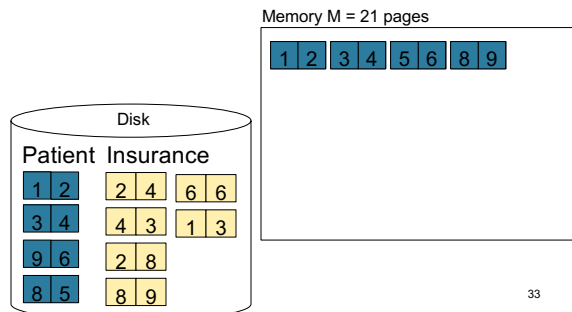 Memory M = 21 pages
1 2 3 4 5 6 8 9
Disk
Patient Insurance
1 2 2 4 6 6
3 4 4 3 1 3
9 6 2 8
8 5 8 9
33